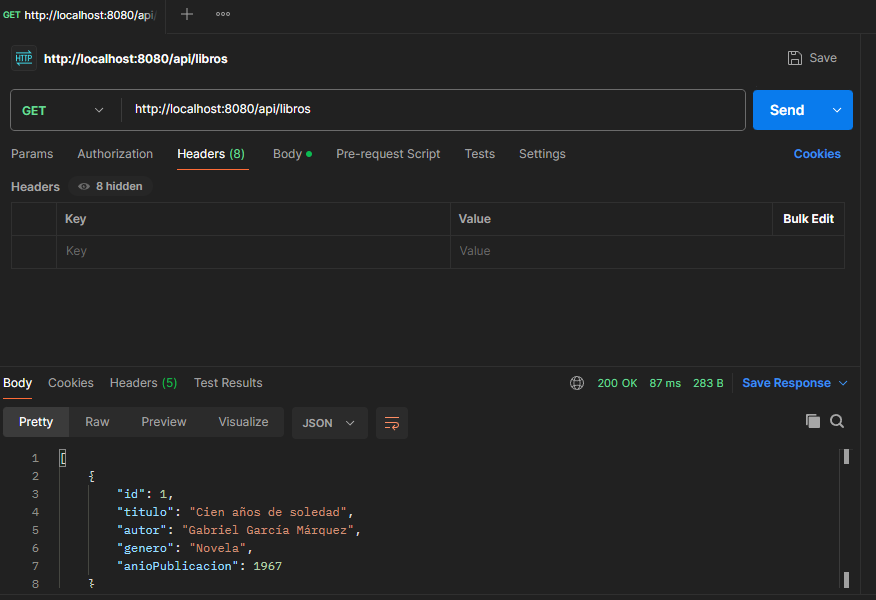 GET http://localhost:8080/api/
http://localhost:8080/api/libros
Save
GET
http://localhost:8080/api/libros
Send
Params Authorization Headers (8) Body Pre-request Script Tests Settings Cookies
Headers 8 hidden
Key Value Bulk Edit
Key Value
Body Cookies Headers (5) Test Results 200 OK 87 ms 283 B Save Response
Pretty Raw Preview Visualize JSON
1 [
2 {
3 "id": 1,
4 "titulo": "Cien años de soledad",
5 "autor": "Gabriel García Márquez",
6 "genero": "Novela",
7 "anioPublicacion": 1967
8 }